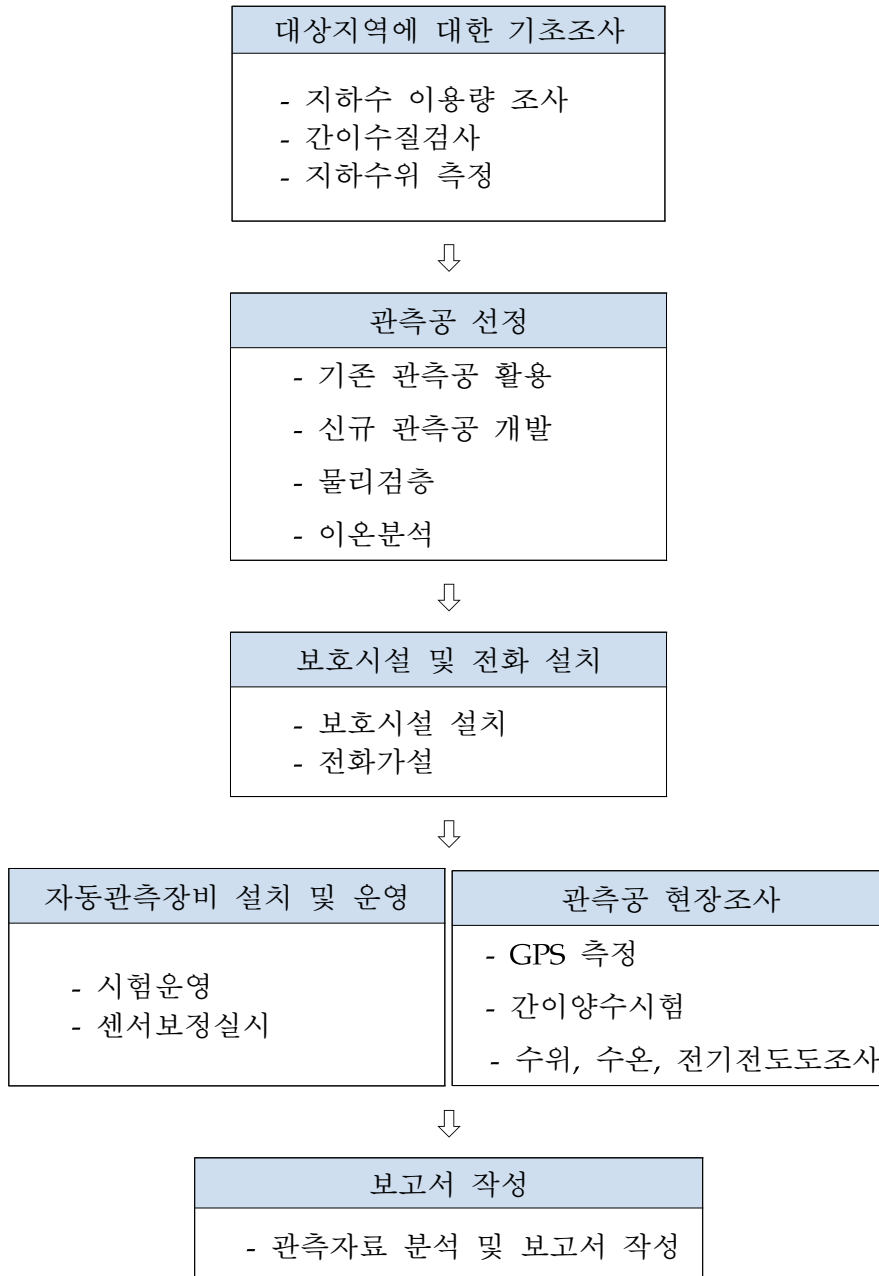 대상지역에 대한 기초조사
- 지하수 이용량 조사
- 간이수질검사
- 지하수위 측정
관측공 선정
- 기존 관측공 활용
- 신규 관측공 개발
- 물리검층
- 이온분석
보호시설 및 전화 설치
- 보호시설 설치
- 전화가설
자동관측장비 설치 및 운영
- 시험운영
- 센서보정실시
관측공 현장조사
- GPS 측정
- 간이양수시험
- 수위, 수온, 전기전도도조사
보고서 작성
- 관측자료 분석 및 보고서 작성